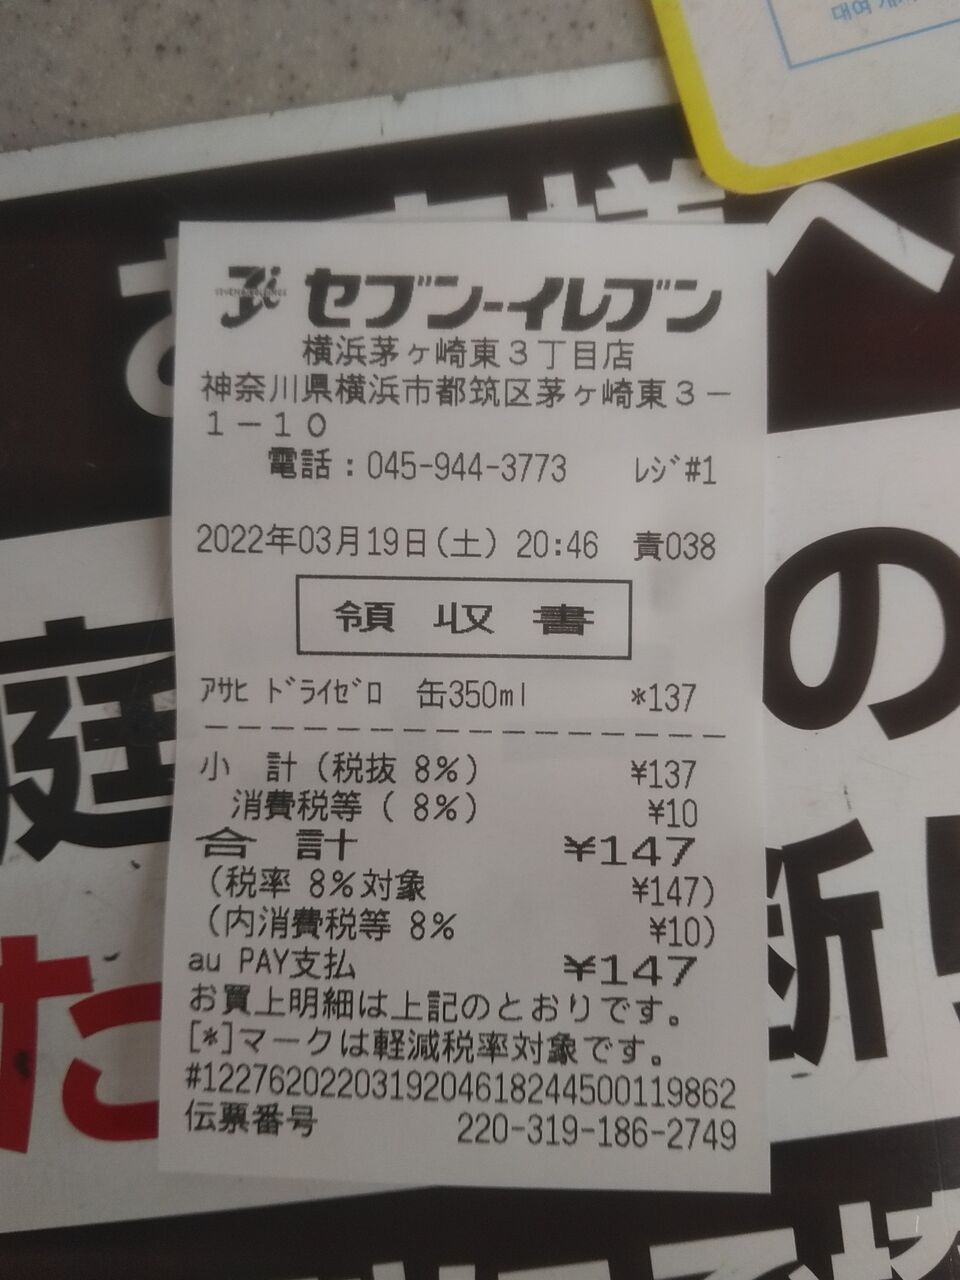 セブン-イレブン
横浜茅ヶ崎東3丁目店
神奈川県横浜市都筑区茅ヶ崎東3-
1-10
電話:045-944-3773 レジ#1
2022年03月19日(土) 20:46 責038
領収書
アサヒ ドライゼロ 缶350ml *137
小 計(税抜 8%) ¥137
消費税等( 8%) ¥10
合 計 ¥147
(税率 8%対象 ¥147)
(内消費税等 8% ¥10)
au PAY支払 ¥147
お買上明細は上記のとおりです。
[*]マークは軽減税率対象です。
#1227620220319204618244500119862
伝票番号 220-319-186-2749
の
庭
た
断り